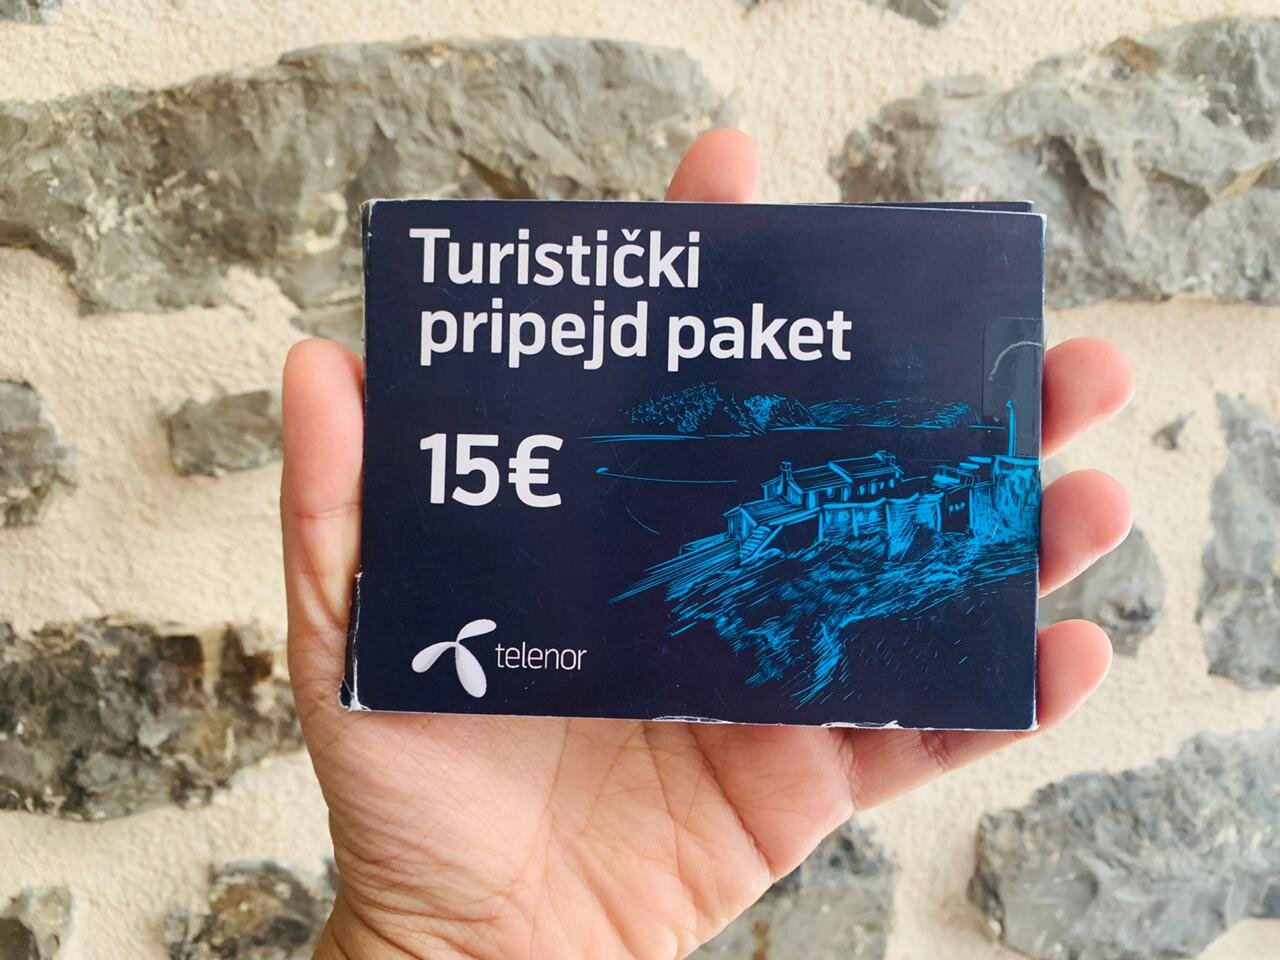 Turistički
pripejd paket
15€
telenor